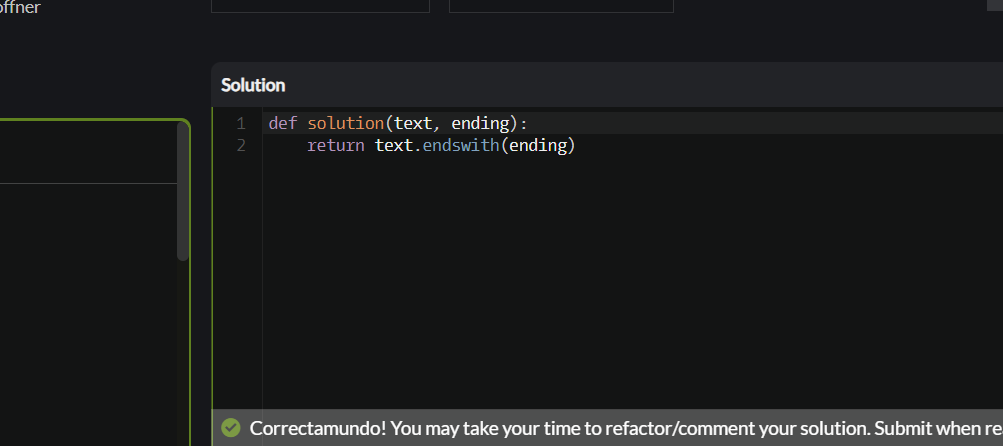 offner
Solution
1 def solution(text, ending):
2     return text.endswith(ending)
Correctamundo! You may take your time to refactor/comment your solution. Submit when re